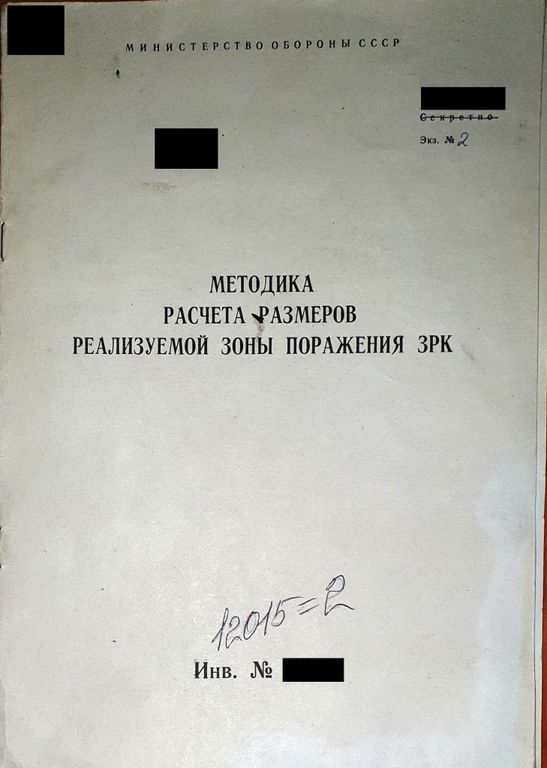 МИНИСТЕРСТВО ОБОРОНЫ СССР
Секретно
Экз. № 2
МЕТОДИКА
РАСЧЕТА РАЗМЕРОВ
РЕАЛИЗУЕМОЙ ЗОНЫ ПОРАЖЕНИЯ ЗРК
12015=2
Инв. №